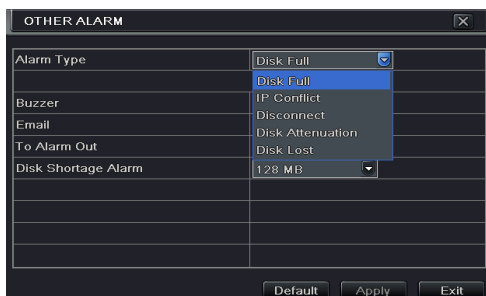 OTHER ALARM
Alarm Type
Disk Full
Disk Full
IP Conflict
Buzzer
Disconnect
Email
Disk Attenuation
To Alarm Out
Disk Lost
Disk Shortage Alarm
128 MB
Default Apply Exit